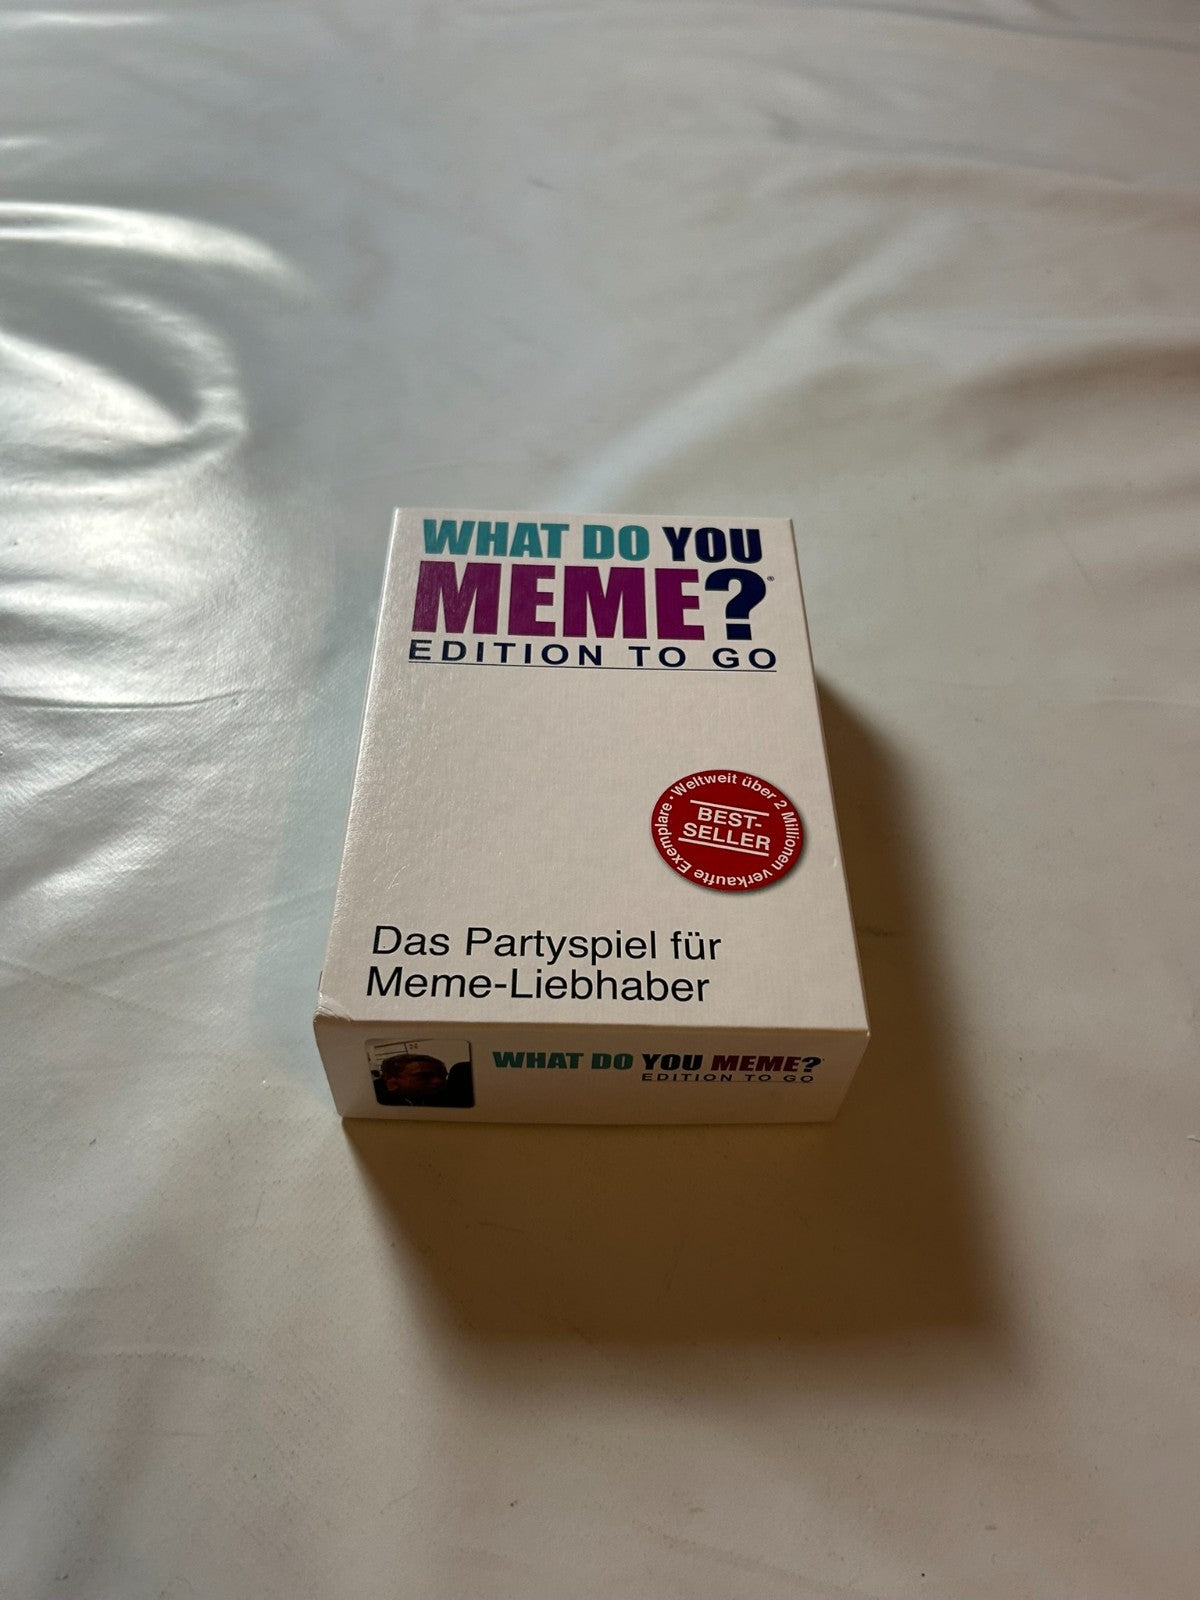 WHAT DO YOU
MEME?®
EDITION TO GO
Weltweit über 2 Millionen verkaufte Exemplare •
BEST-
SELLER
Das Partyspiel für
Meme-Liebhaber
WHAT DO YOU MEME?
EDITION TO GO